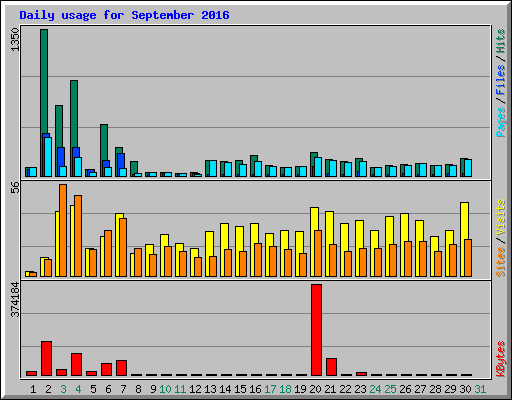 Daily usage for September 2016
1350
Pages / Files / Hits
56
Sites / Visits
374184
KBytes
1 2 3 4 5 6 7 8 9 10 11 12 13 14 15 16 17 18 19 20 21 22 23 24 25 26 27 28 29 30 31